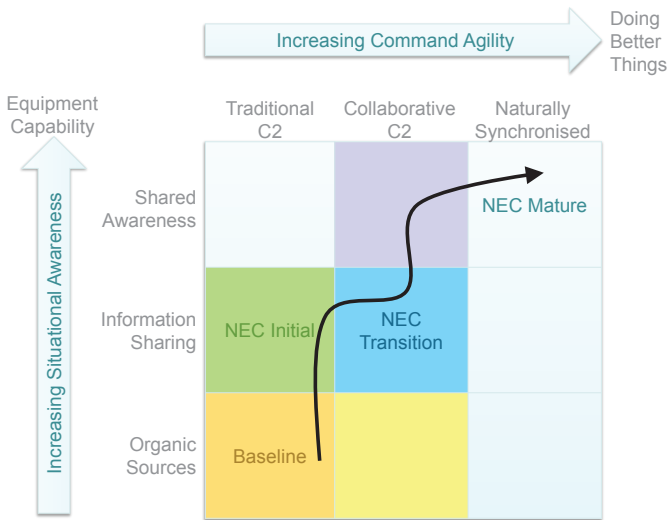 Increasing Command Agility
Doing
Better
Things
Equipment
Capability
Traditional
C2
Collaborative
C2
Naturally
Synchronised
Increasing Situational Awareness
Shared
Awareness
NEC Mature
Information
Sharing
NEC Initial
NEC
Transition
Organic
Sources
Baseline